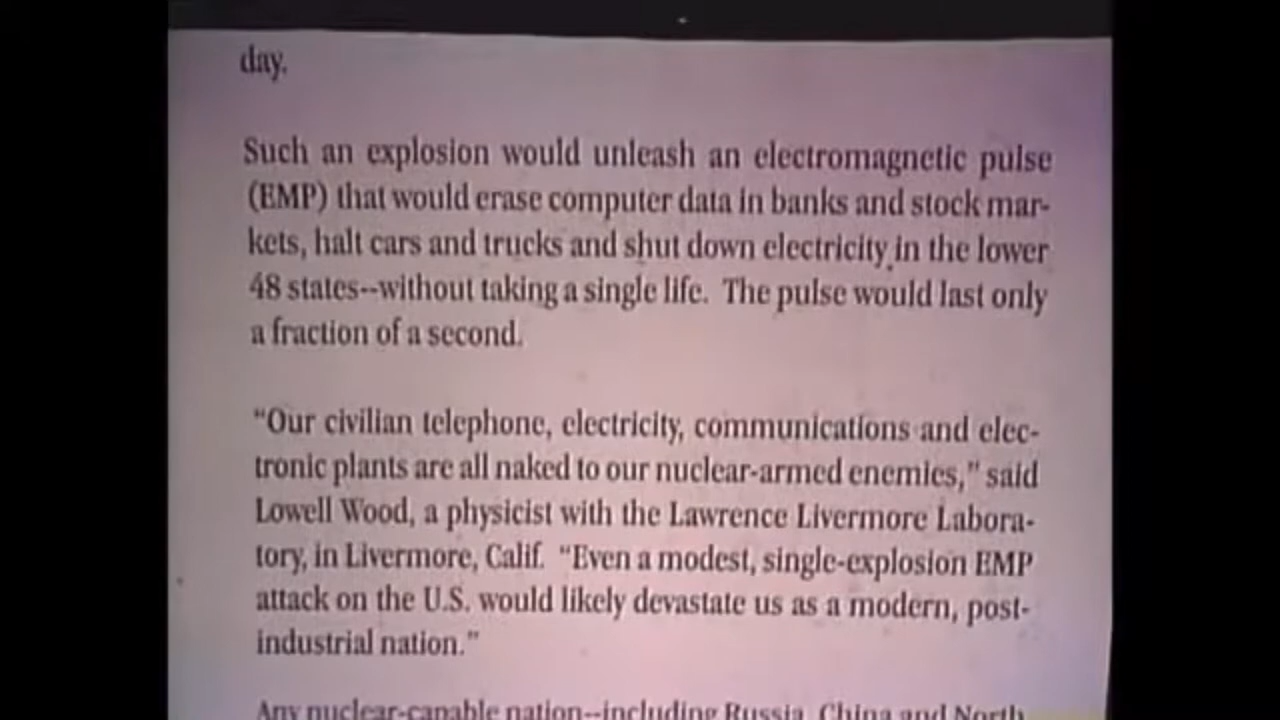 day.
Such an explosion would unleash an electromagnetic pulse
(EMP) that would erase computer data in banks and stock mar-
kets, halt cars and trucks and shut down electricity in the lower
48 states--without taking a single life. The pulse would last only
a fraction of a second.
“Our civilian telephone, electricity, communications and elec-
tronic plants are all naked to our nuclear-armed enemies,” said
Lowell Wood, a physicist with the Lawrence Livermore Labora-
tory, in Livermore, Calif. “Even a modest, single-explosion EMP
attack on the U.S. would likely devastate us as a modern, post-
industrial nation.”
Any nuclear-capable nation--including Russia, China and North